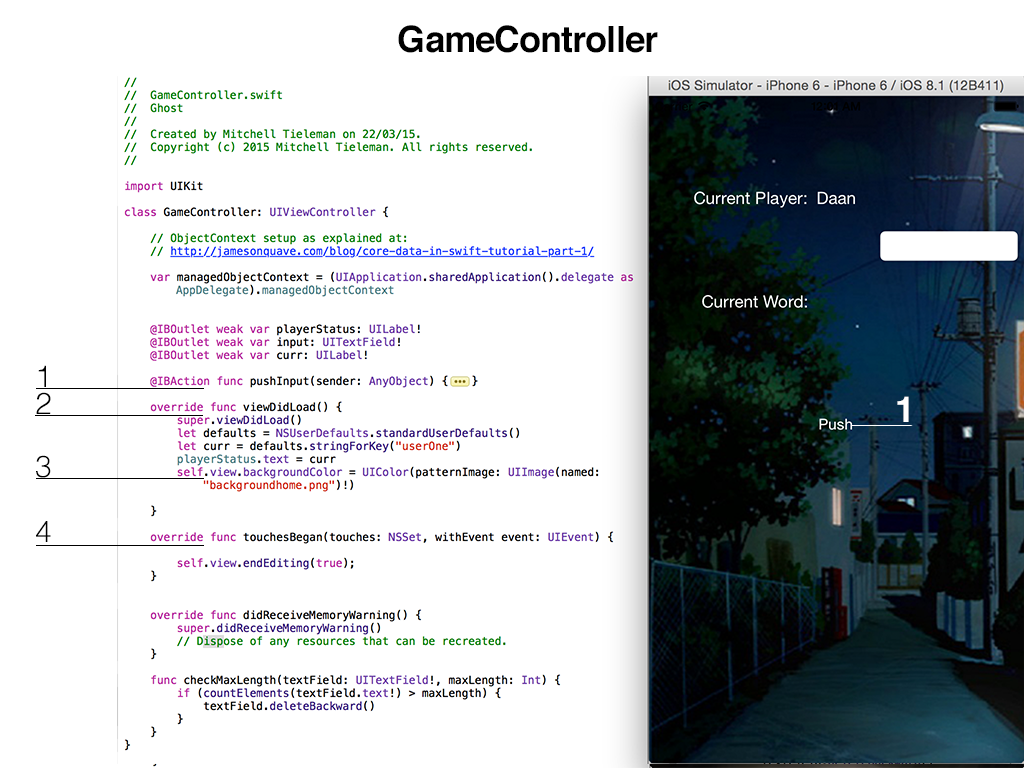 GameController
//
//  GameController.swift
//  Ghost
//
//  Created by Mitchell Tieleman on 22/03/15.
//  Copyright (c) 2015 Mitchell Tieleman. All rights reserved.
//
import UIKit
class GameController: UIViewController {
// ObjectContext setup as explained at:
// http://jamesonquave.com/blog/core-data-in-swift-tutorial-part-1/
var managedObjectContext = (UIApplication.sharedApplication().delegate as
AppDelegate).managedObjectContext
@IBOutlet weak var playerStatus: UILabel!
@IBOutlet weak var input: UITextField!
@IBOutlet weak var curr: UILabel!
1
@IBAction func pushInput(sender: AnyObject) {...}
2
override func viewDidLoad() {
super.viewDidLoad()
let defaults = NSUserDefaults.standardUserDefaults()
let curr = defaults.stringForKey("userOne")
playerStatus.text = curr
3
self.view.backgroundColor = UIColor(patternImage: UIImage(named:
"backgroundhome.png")!)
}
4
override func touchesBegan(touches: NSSet, withEvent event: UIEvent) {
self.view.endEditing(true);
}
override func didReceiveMemoryWarning() {
super.didReceiveMemoryWarning()
// Dispose of any resources that can be recreated.
}
func checkMaxLength(textField: UITextField!, maxLength: Int) {
if (countElements(textField.text!) > maxLength) {
textField.deleteBackward()
}
}
}
iOS Simulator - iPhone 6 - iPhone 6 / iOS 8.1 (12B411)
Current Player: Daan
Current Word:
Push
1